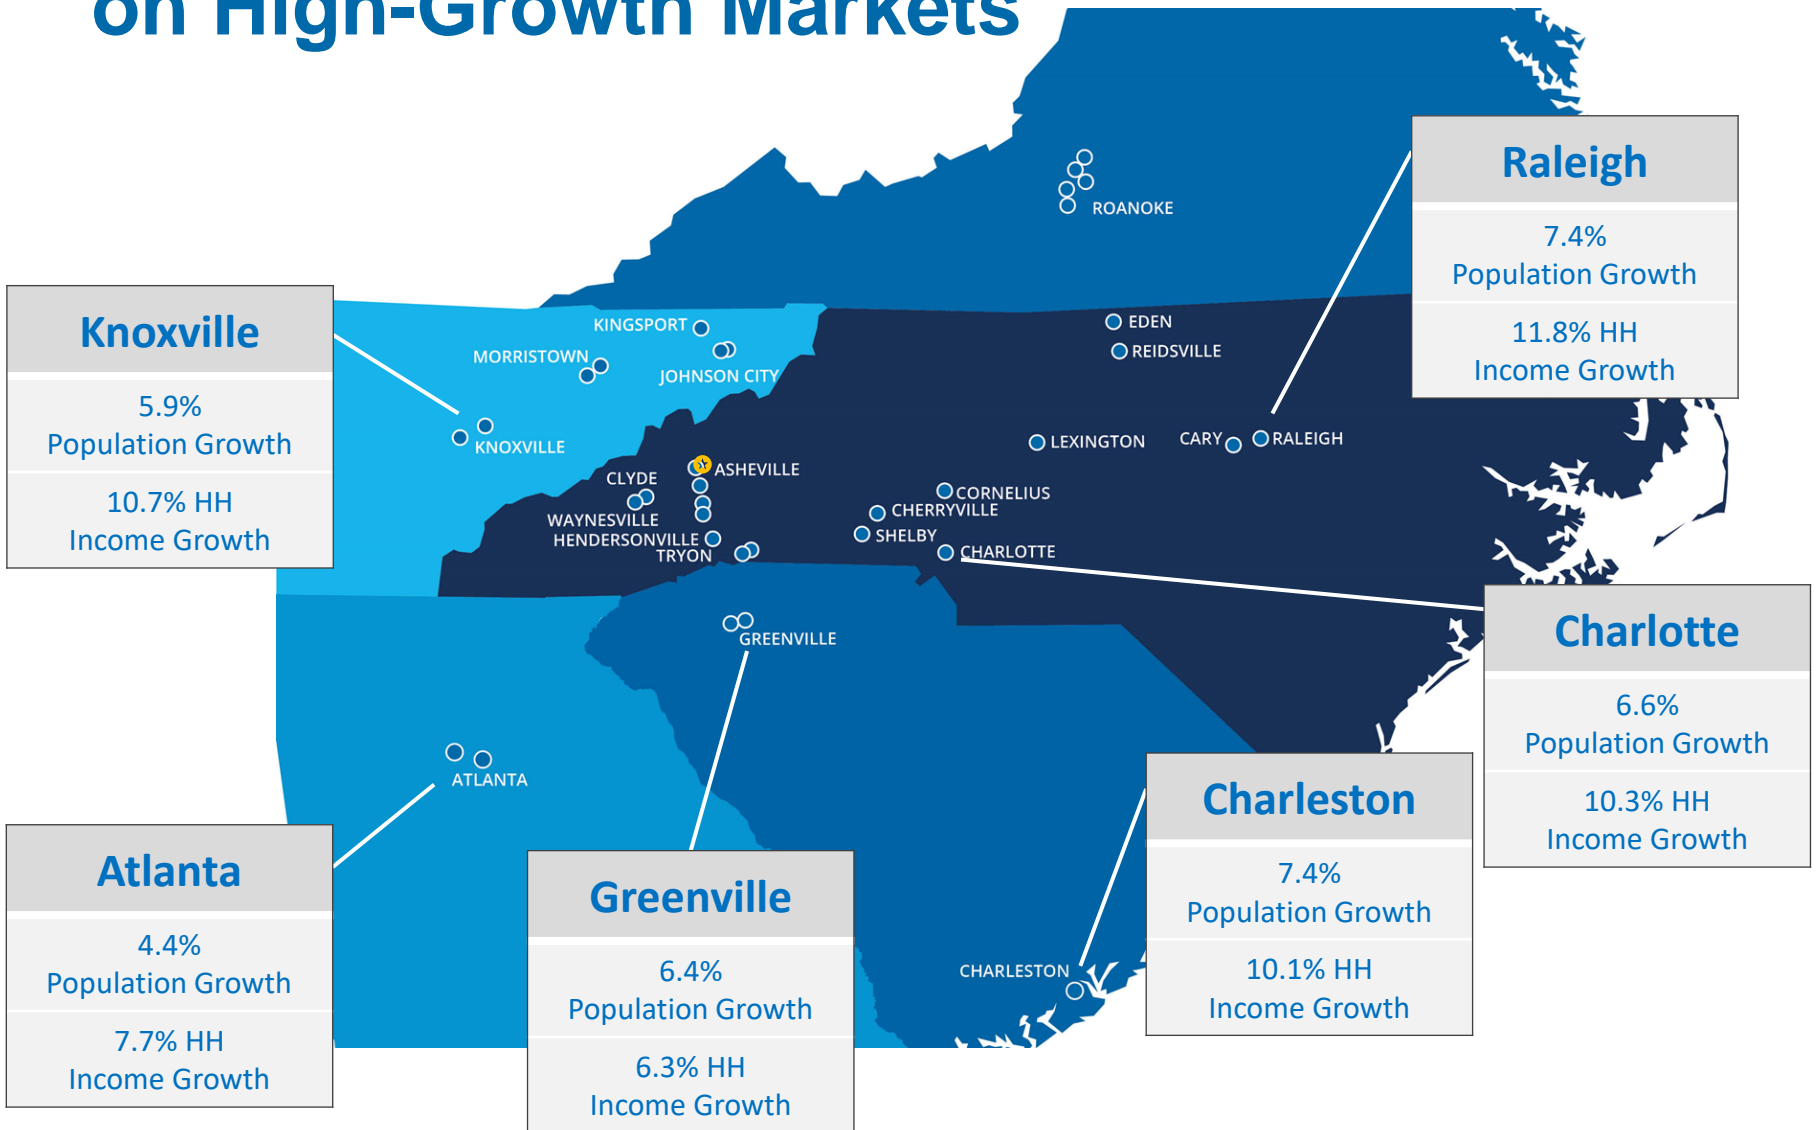 on High-Growth Markets
ROANOKE
Raleigh
7.4%
Population Growth
11.8% HH
Income Growth
Knoxville
5.9%
Population Growth
10.7% HH
Income Growth
KINGSPORT
MORRISTOWN
JOHNSON CITY
KNOXVILLE
EDEN
REIDSVILLE
LEXINGTON
CARY
RALEIGH
CLYDE
ASHEVILLE
WAYNESVILLE
HENDERSONVILLE
TRYON
CORNELIUS
CHERRYVILLE
SHELBY
CHARLOTTE
GREENVILLE
Charlotte
6.6%
Population Growth
10.3% HH
Income Growth
ATLANTA
Atlanta
4.4%
Population Growth
7.7% HH
Income Growth
Greenville
6.4%
Population Growth
6.3% HH
Income Growth
Charleston
7.4%
Population Growth
10.1% HH
Income Growth
CHARLESTON